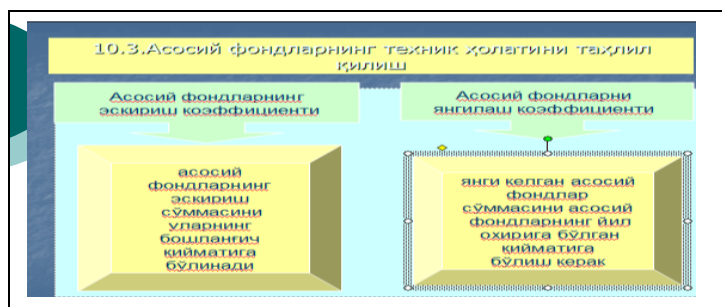 10.3.Асосий фондларнинг техник ҳолатини таҳлил
қилиш
Асосий фондларнинг
эскириш коэффициенти
Асосий фондларни
янгилаш коэффициенти
асосий
фондларнинг
эскириш
сўммасини
уларнинг
бошланғич
қийматига
бўлинади
янги келган асосий
фондлар
сўммасини асосий
фондларнинг йил
охирига бўлган
қийматига
бўлиш керак